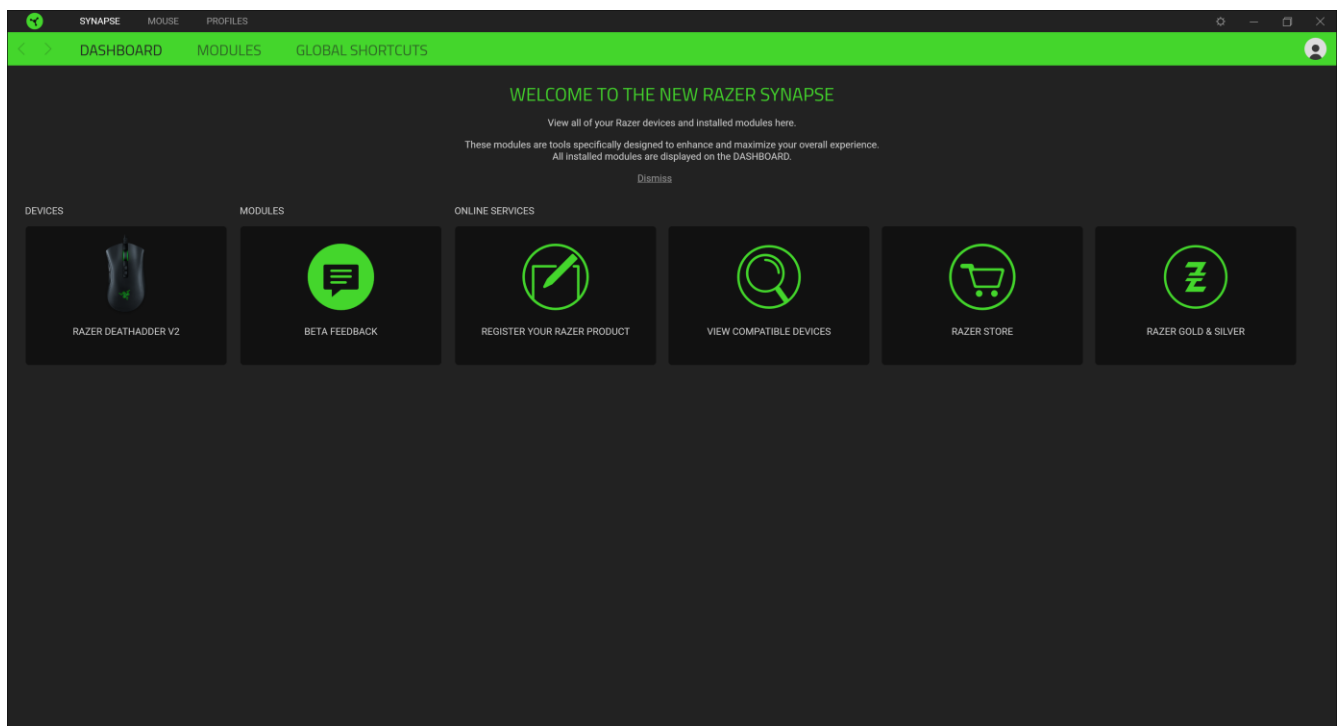 SYNAPSE MOUSE PROFILES
DASHBOARD MODULES GLOBAL SHORTCUTS
WELCOME TO THE NEW RAZER SYNAPSE
View all of your Razer devices and installed modules here.
These modules are tools specifically designed to enhance and maximize your overall experience.
All installed modules are displayed on the DASHBOARD.
Dismiss
DEVICES MODULES ONLINE SERVICES
RAZER DEATHADDER V2 BETA FEEDBACK REGISTER YOUR RAZER PRODUCT VIEW COMPATIBLE DEVICES RAZER STORE RAZER GOLD & SILVER